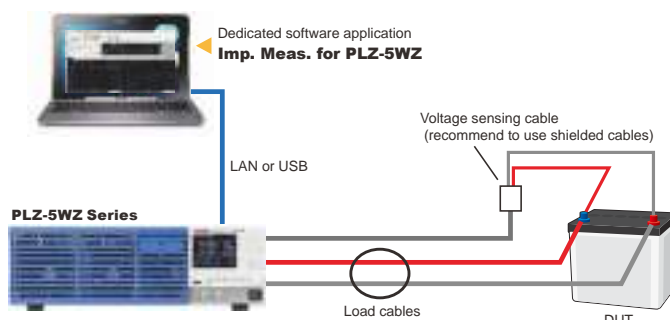 Dedicated software application
Imp. Meas. for PLZ-5WZ
Voltage sensing cable
(recommend to use shielded cables)
LAN or USB
PLZ-5WZ Series
Load cables
DUT